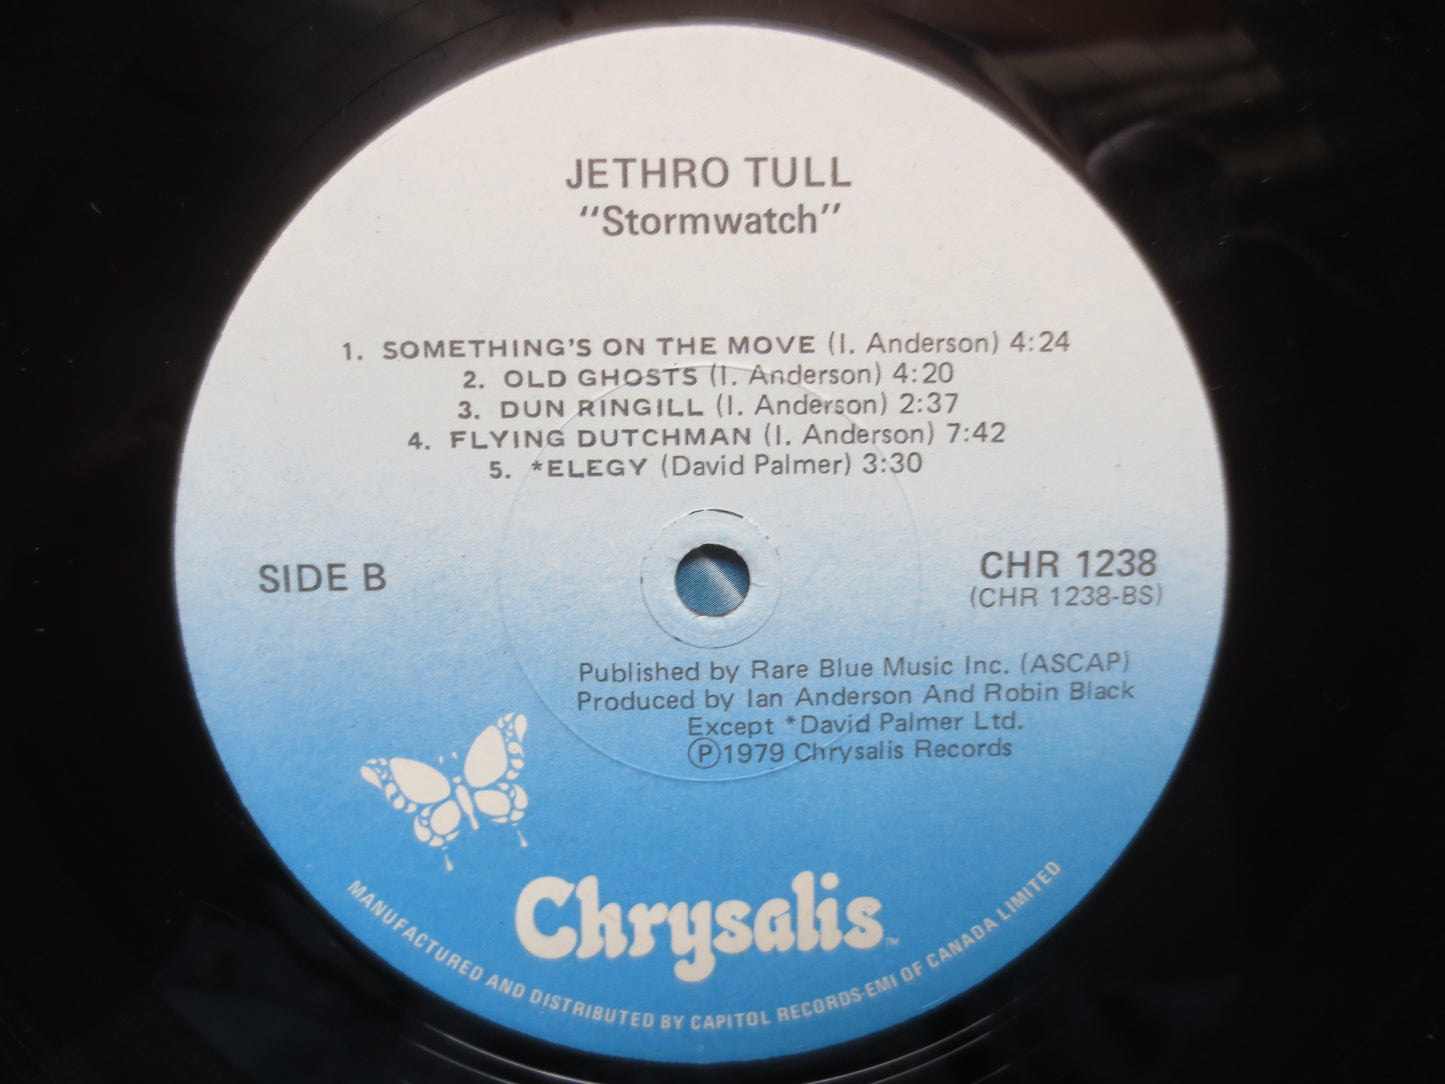 JETHRO TULL
"Stormwatch"
1. SOMETHING'S ON THE MOVE (I. Anderson) 4:24
2. OLD GHOSTS (I. Anderson) 4:20
3. DUN RINGILL (I. Anderson) 2:37
4. FLYING DUTCHMAN (I. Anderson) 7:42
5. *ELEGY (David Palmer) 3:30
SIDE B
CHR 1238
(CHR 1238-BS)
Published by Rare Blue Music Inc. (ASCAP)
Produced by Ian Anderson And Robin Black
Except *David Palmer Ltd.
Ⓟ1979 Chrysalis Records
Chrysalis™
MANUFACTURED AND DISTRIBUTED BY CAPITOL RECORDS-EMI OF CANADA LIMITED